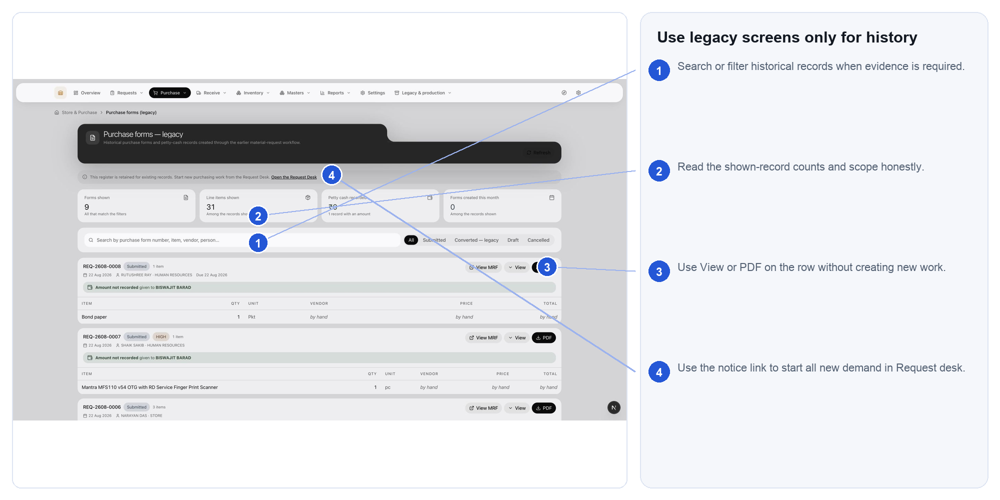 Overview Requests Purchase Receive Inventory Masters Reports Settings Legacy & production
Store & Purchase > Purchase forms (legacy)
Purchase forms — legacy
Historical purchase forms and petty-cash records created through the earlier material-request workflow.
Refresh
This register is retained for existing records. Start new purchasing work from the Request Desk. Open the Request Desk
4
Forms shown
9
All that match the filters
Line items shown
31
Among the records sho
2
Petty cash recorded
₹0
1 record with an amount
Forms created this month
0
Among the records shown
Search by purchase form number, item, vendor, person...
1
All Submitted Converted — legacy Draft Cancelled
REQ-2608-0008 Submitted 1 item
View MRF View
3
22 Aug 2026 RUTUSHREE RAY · HUMAN RESOURCES Due 22 Aug 2026
Amount not recorded given to BISWAJIT BARAD
ITEM QTY UNIT VENDOR PRICE TOTAL
Bond paper 1 Pkt by hand by hand by hand
REQ-2608-0007 Submitted HIGH 1 item
View MRF View PDF
22 Aug 2026 SHAIK SAKIB · HUMAN RESOURCES
Amount not recorded given to BISWAJIT BARAD
ITEM QTY UNIT VENDOR PRICE TOTAL
Mantra MFS110 v54 OTG with RD Service Finger Print Scanner 1 pc by hand by hand by hand
REQ-2608-0006 Submitted 3 items
View MRF View PDF
22 Aug 2026 NARAYAN DAS · STORE
N
Use legacy screens only for history
1 Search or filter historical records when evidence is required.
2 Read the shown-record counts and scope honestly.
3 Use View or PDF on the row without creating new work.
4 Use the notice link to start all new demand in Request desk.